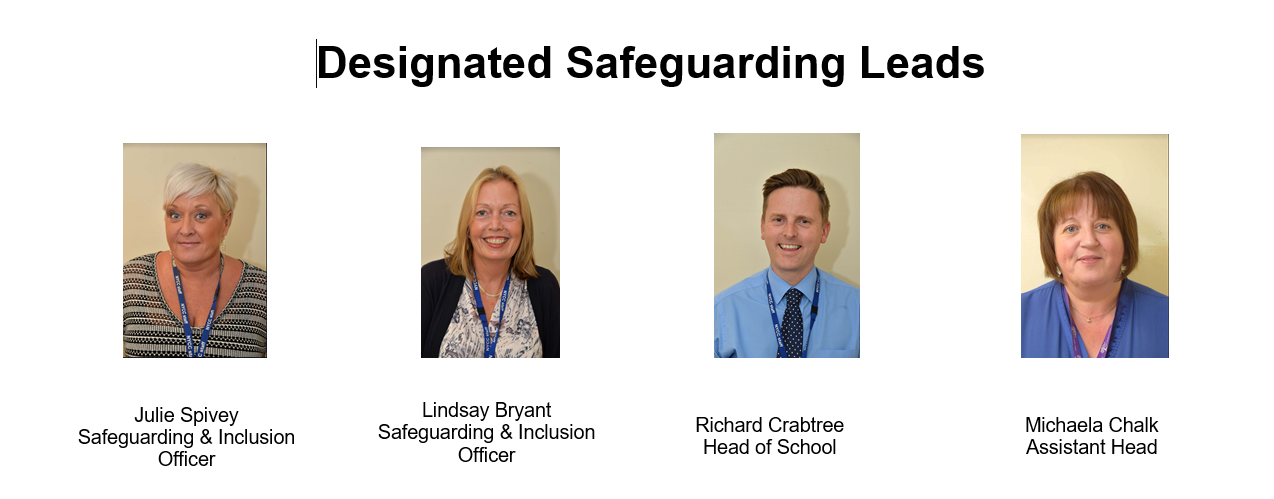 Designated Safeguarding Leads
Julie Spivey
Safeguarding & Inclusion
Officer
Lindsay Bryant
Safeguarding & Inclusion
Officer
Richard Crabtree
Head of School
Michaela Chalk
Assistant Head